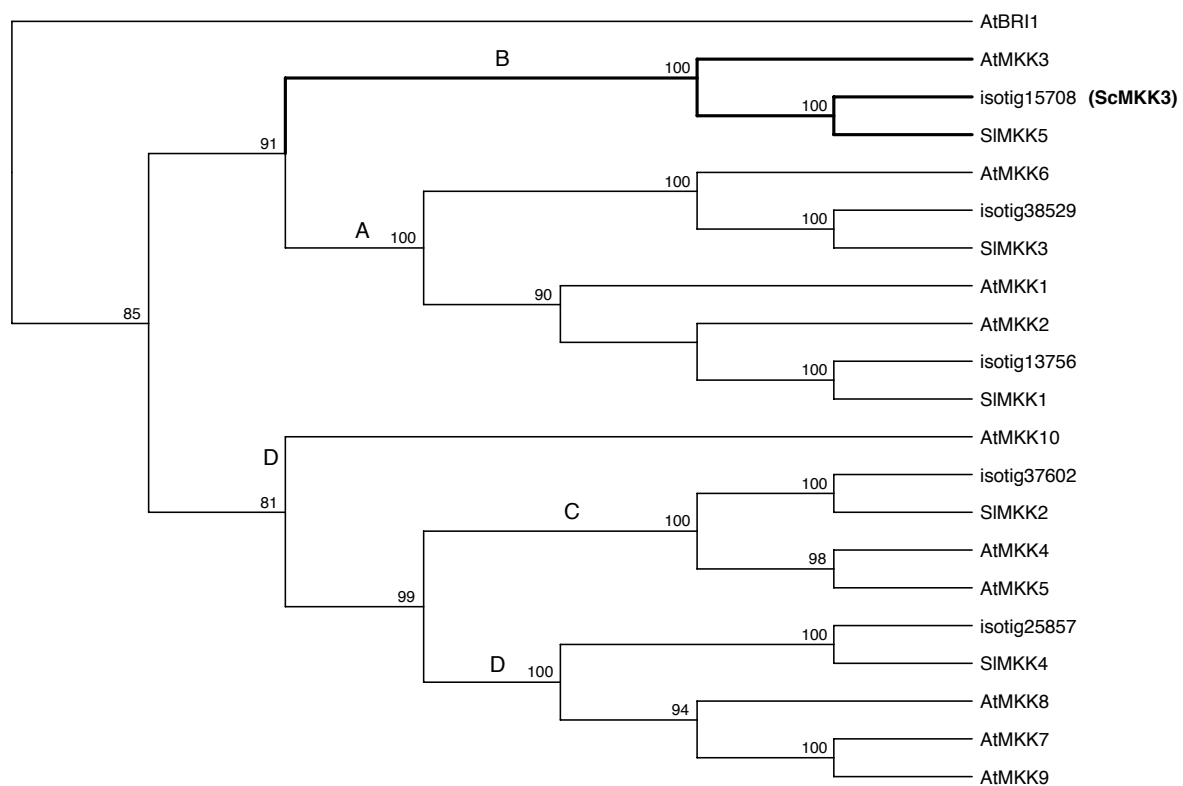 AtBRI1
B
100
AtMKK3
100
isotig15708 (ScMKK3)
SlMKK5
91
100
AtMKK6
100
isotig38529
SlMKK3
A
100
90
AtMKK1
AtMKK2
100
isotig13756
SlMKK1
85
D
AtMKK10
81
100
isotig37602
SlMKK2
C
100
98
AtMKK4
AtMKK5
99
100
isotig25857
SlMKK4
D
100
94
AtMKK8
100
AtMKK7
AtMKK9